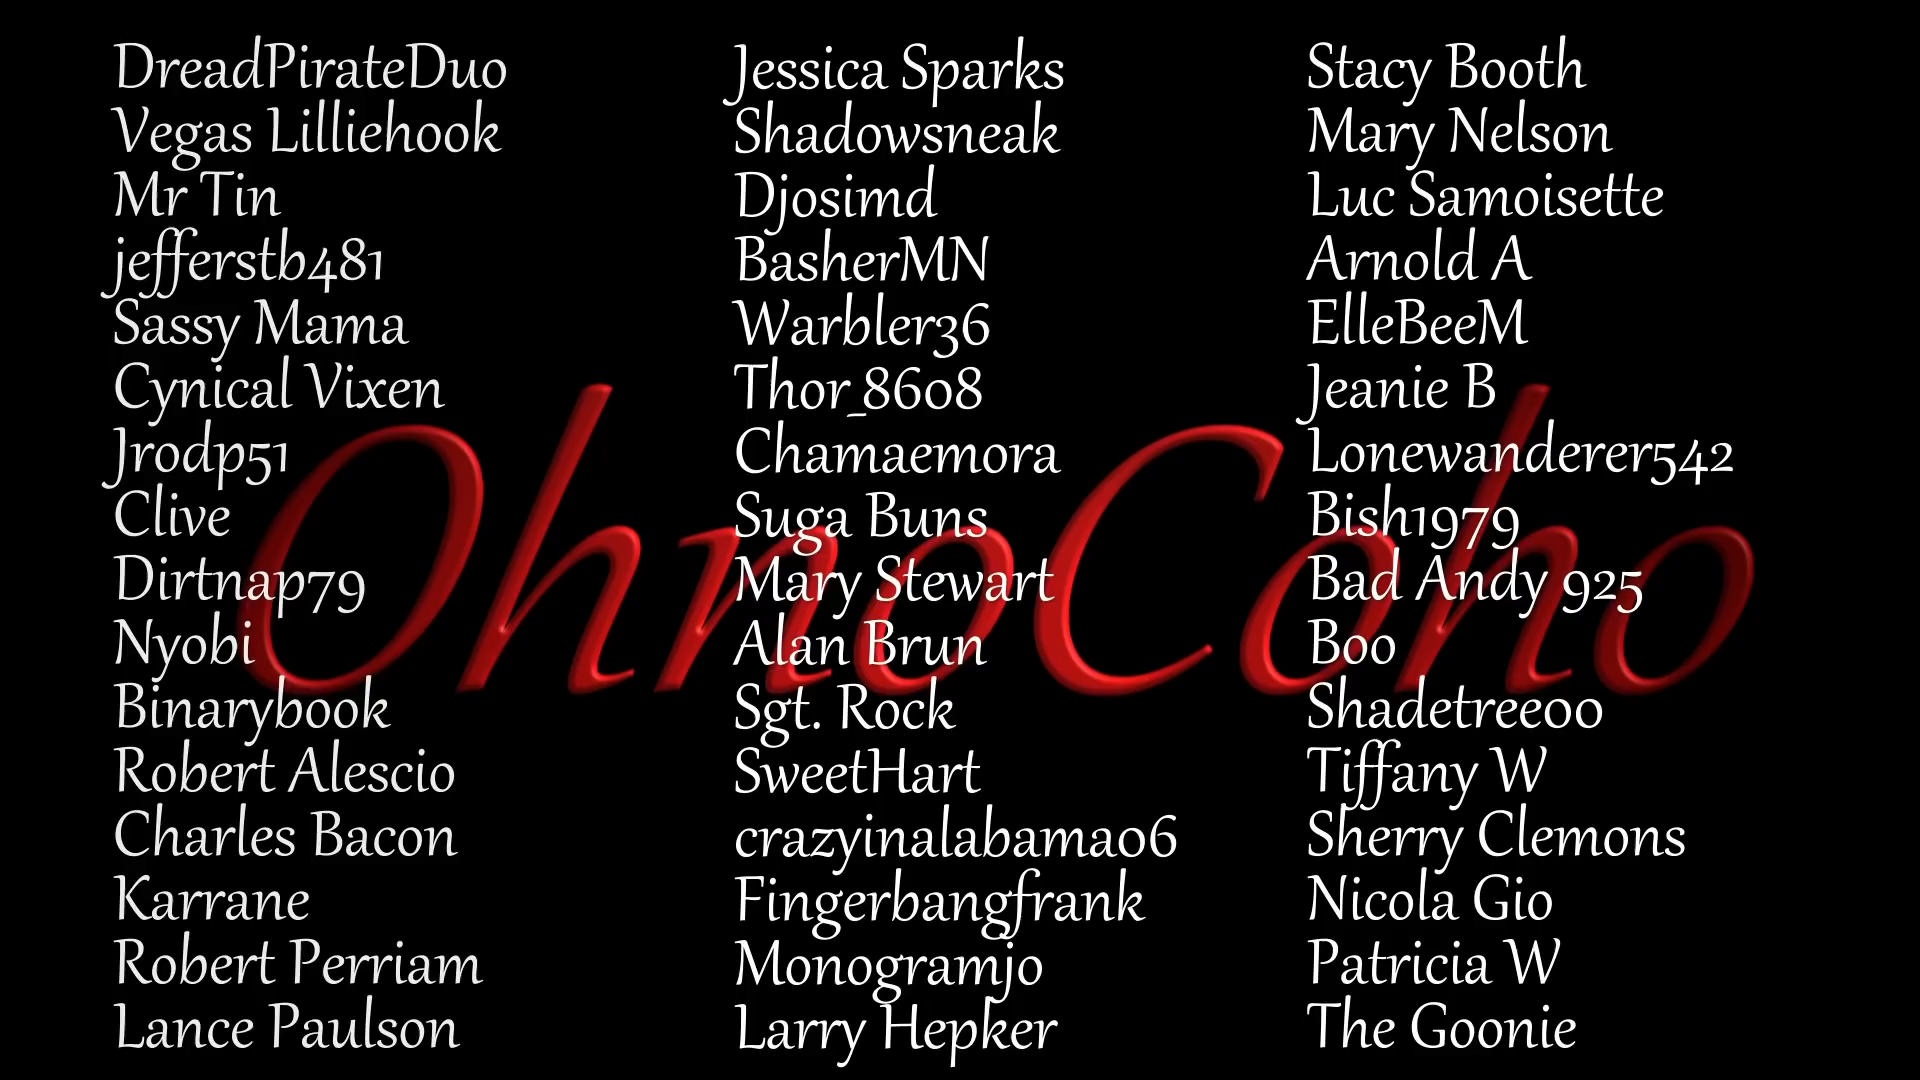 DreadPirateDuo
Vegas Lilliehook
Mr Tin
jefferstb481
Sassy Mama
Cynical Vixen
Jrodp51
Clive
Dirtnap79
Nyobi
Binarybook
Robert Alescio
Charles Bacon
Karrane
Robert Perriam
Lance Paulson
Jessica Sparks
Shadowsneak
Djosimd
BasherMN
Warbler36
Thor_8608
Chamaemora
Suga Buns
Mary Stewart
Alan Brun
Sgt. Rock
SweetHart
crazyinalabama06
Fingerbangfrank
Monogramjo
Larry Hepker
Stacy Booth
Mary Nelson
Luc Samoisette
Arnold A
ElleBeeM
Jeanie B
Lonewanderer542
Bish1979
Bad Andy 925
Boo
Shadetree00
Tiffany W
Sherry Clemons
Nicola Gio
Patricia W
The Goonie
OhnoCoho